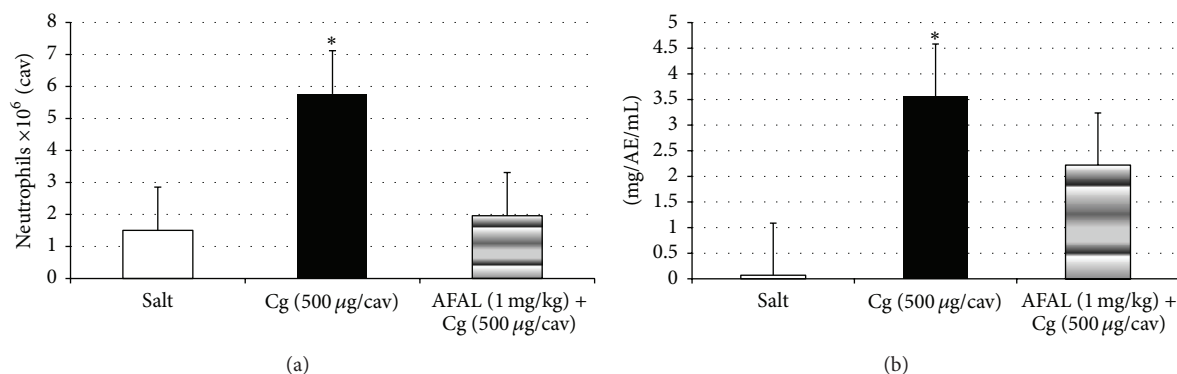 Neutrophils ×10⁶ (cav)
8
7
6
5
4
3
2
1
0
*
Salt
Cg (500 μg/cav)
AFAL (1 mg/kg) +
Cg (500 μg/cav)
(a)
(mg/AE/mL)
5
4.5
4
3.5
3
2.5
2
1.5
1
0.5
0
*
Salt
Cg (500 μg/cav)
AFAL (1 mg/kg) +
Cg (500 μg/cav)
(b)